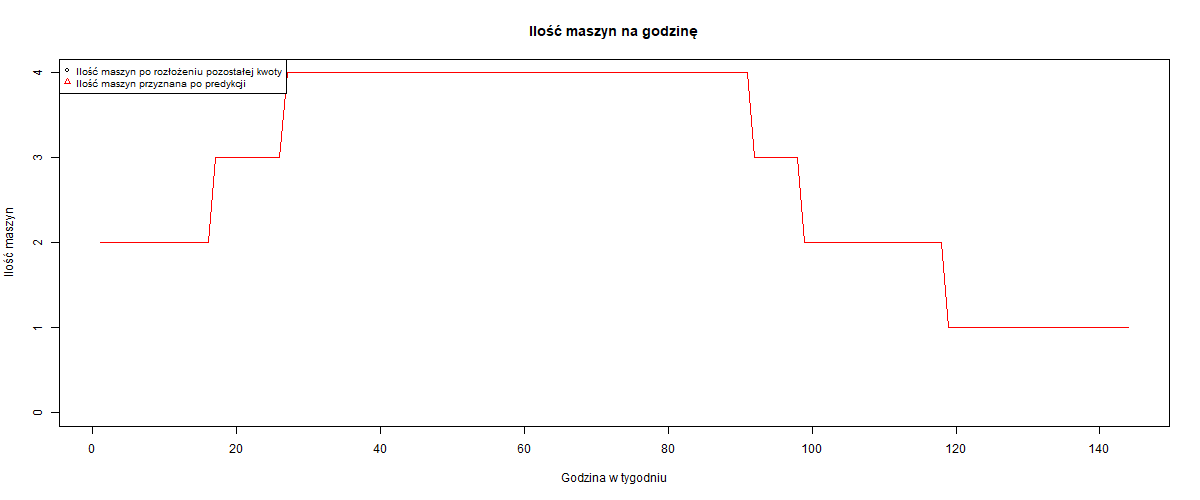 Ilość maszyn na godzinę
Ilość maszyn po rozłożeniu pozostałej kwoty
Ilość maszyn przyznana po predykcji
Ilość maszyn
4
3
2
1
0
0 20 40 60 80 100 120 140
Godzina w tygodniu